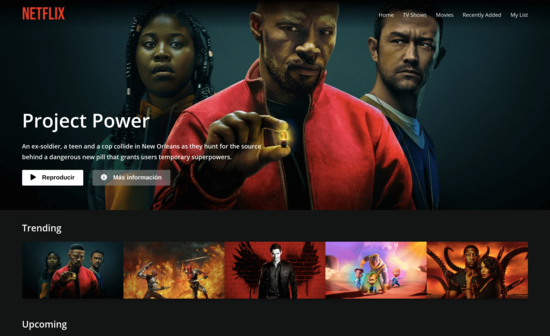 NETFLIX
Home TV Shows Movies Recently Added My List
Project Power
An ex-soldier, a teen and a cop collide in New Orleans as they hunt for the source
behind a dangerous new pill that grants users temporary superpowers.
Reproducir Más información
Trending
Upcoming